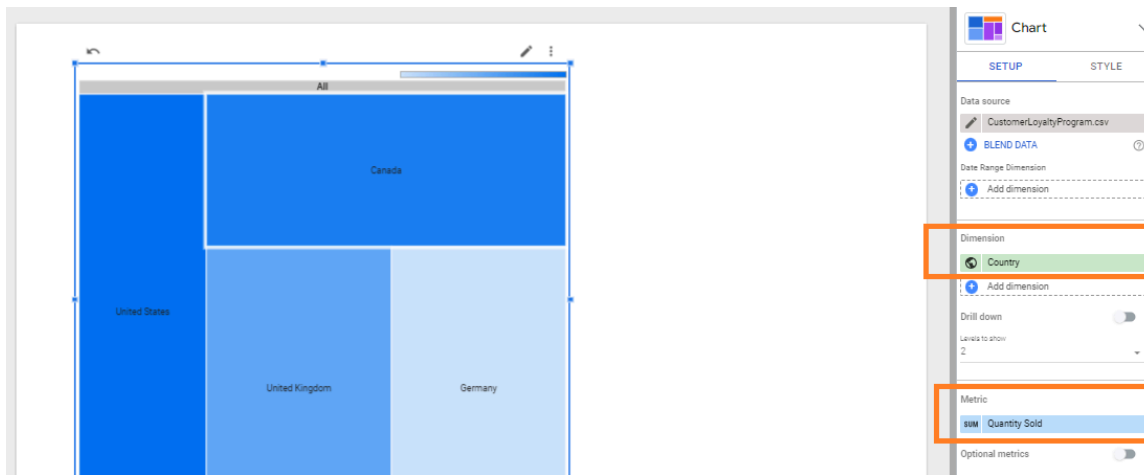 All
Canada
United States
United Kingdom
Germany
Chart
SETUP
STYLE
Data source
CustomerLoyaltyProgram.csv
BLEND DATA
Date Range Dimension
Add dimension
Dimension
Country
Add dimension
Drill down
Levels to show
2
Metric
SUM Quantity Sold
Optional metrics